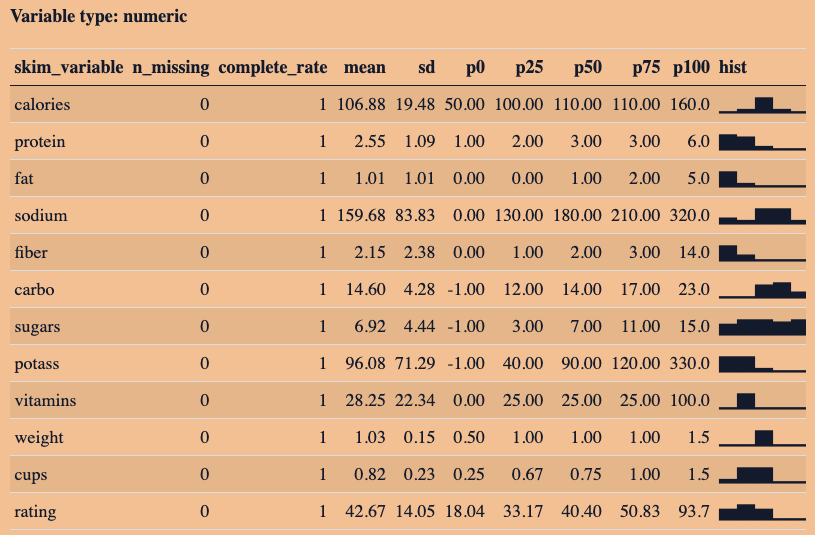 Variable type: numeric
skim_variable n_missing complete_rate mean sd p0 p25 p50 p75 p100 hist
calories 0 1 106.88 19.48 50.00 100.00 110.00 110.00 160.0
protein 0 1 2.55 1.09 1.00 2.00 3.00 3.00 6.0
fat 0 1 1.01 1.01 0.00 0.00 1.00 2.00 5.0
sodium 0 1 159.68 83.83 0.00 130.00 180.00 210.00 320.0
fiber 0 1 2.15 2.38 0.00 1.00 2.00 3.00 14.0
carbo 0 1 14.60 4.28 -1.00 12.00 14.00 17.00 23.0
sugars 0 1 6.92 4.44 -1.00 3.00 7.00 11.00 15.0
potass 0 1 96.08 71.29 -1.00 40.00 90.00 120.00 330.0
vitamins 0 1 28.25 22.34 0.00 25.00 25.00 25.00 100.0
weight 0 1 1.03 0.15 0.50 1.00 1.00 1.00 1.5
cups 0 1 0.82 0.23 0.25 0.67 0.75 1.00 1.5
rating 0 1 42.67 14.05 18.04 33.17 40.40 50.83 93.7